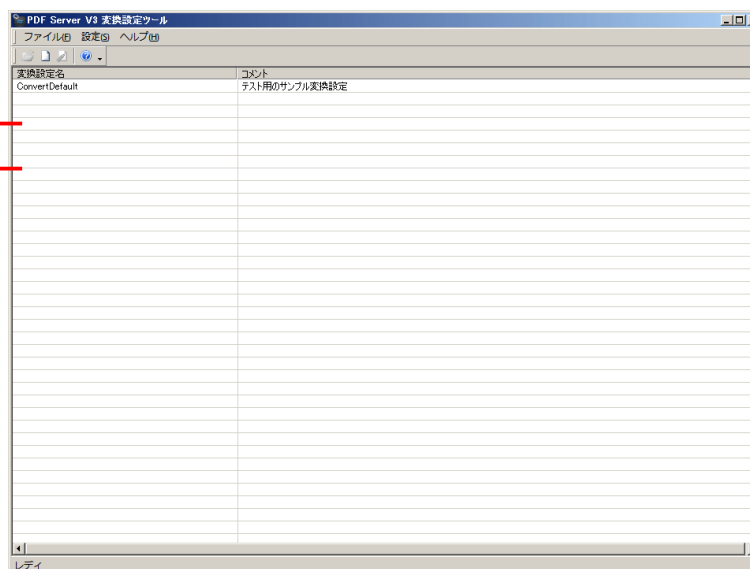 PDF Server V3 変換設定ツール
ファイル(F) 設定(S) ヘルプ(H)
変換設定名 コメント
ConvertDefault テスト用のサンプル変換設定
レディ